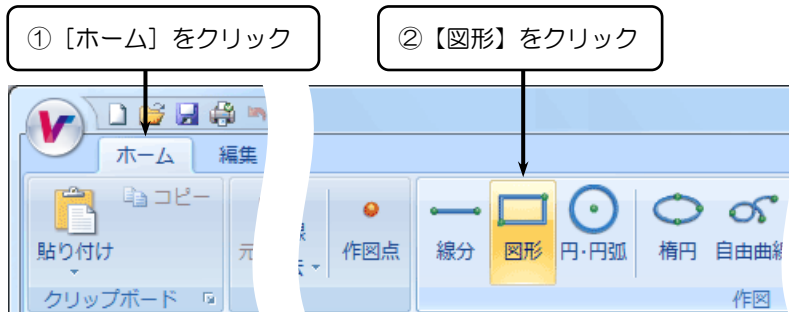 ① [ホーム] をクリック
② 【図形】をクリック
ホーム
編集
コピー
貼り付け
クリップボード
元
作図点
線分
図形
円・円弧
楕円
自由曲線
作図